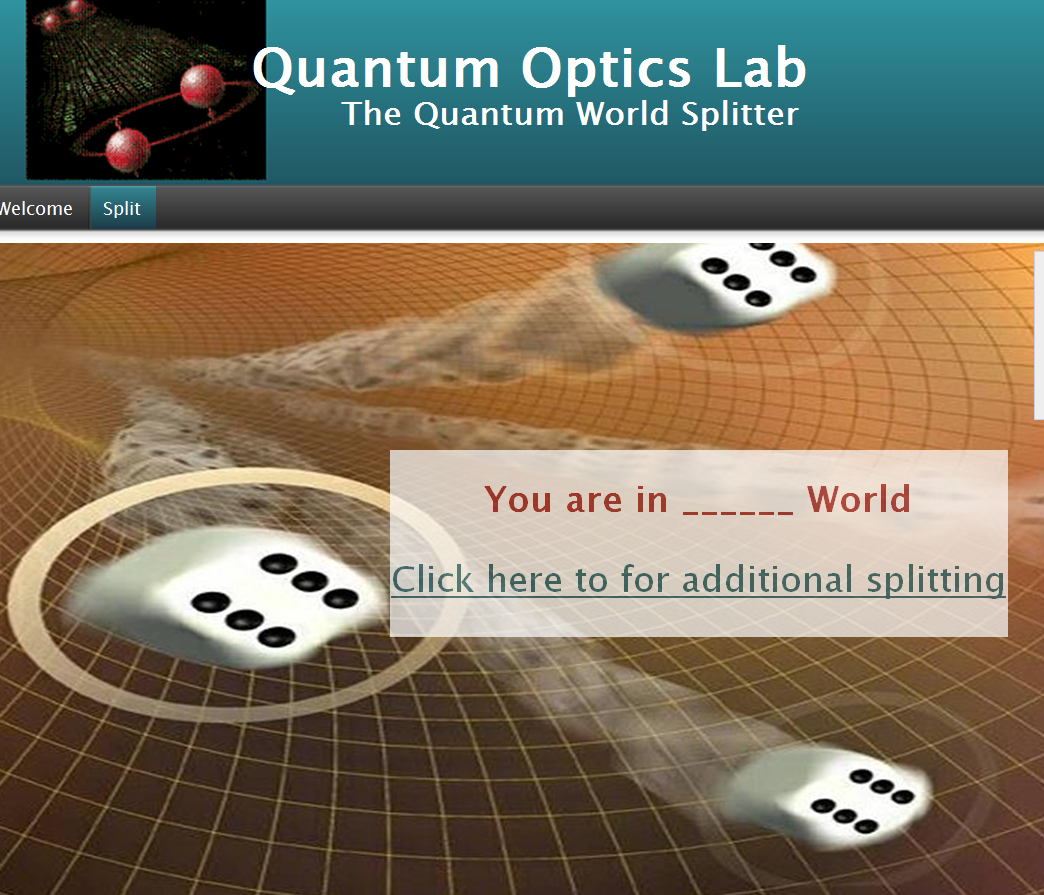 Quantum Optics Lab
The Quantum World Splitter
Welcome
Split
You are in ______ World
Click here to for additional splitting